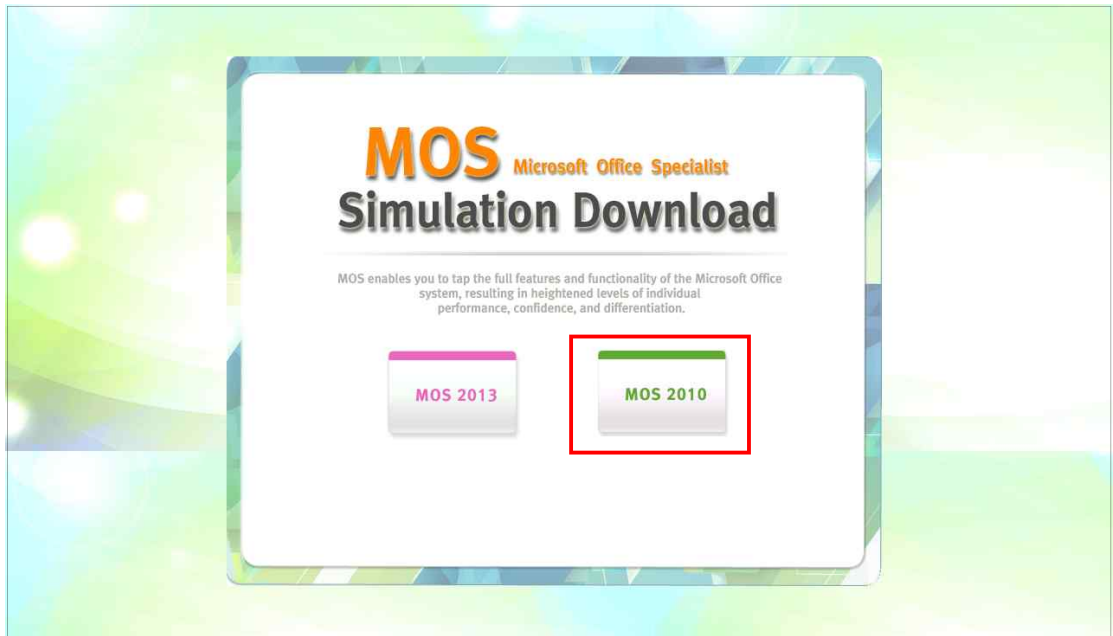 MOS Microsoft Office Specialist
Simulation Download
MOS enables you to tap the full features and functionality of the Microsoft Office
system, resulting in heightened levels of individual
performance, confidence, and differentiation.
MOS 2013
MOS 2010